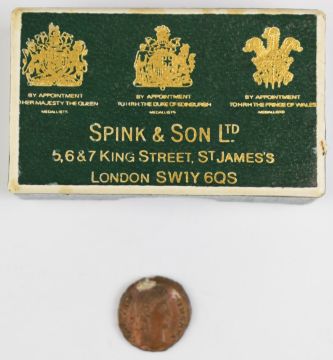 BY APPOINTMENT
TO HER MAJESTY THE QUEEN
MEDALLISTS
BY APPOINTMENT
TO H.R.H. THE DUKE OF EDINBURGH
MEDALLISTS
BY APPOINTMENT
TO H.R.H. THE PRINCE OF WALES
MEDALLISTS
SPINK & SON LTD
5, 6 & 7 KING STREET, ST JAMES'S
LONDON SW1Y 6QS